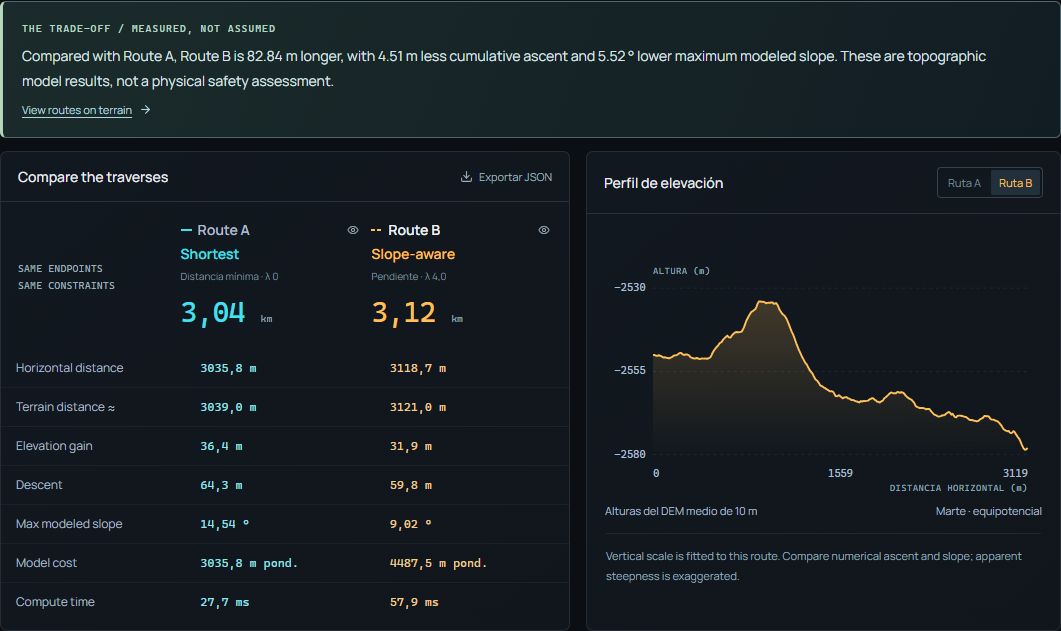 THE TRADE-OFF / MEASURED, NOT ASSUMED
Compared with Route A, Route B is 82.84 m longer, with 4.51 m less cumulative ascent and 5.52° lower maximum modeled slope. These are topographic
model results, not a physical safety assessment.
View routes on terrain →
Compare the traverses
Exportar JSON
SAME ENDPOINTS
SAME CONSTRAINTS
Route A
Shortest
Distancia mínima · λ 0
3,04 km
Route B
Slope-aware
Pendiente · λ 4,0
3,12 km
Horizontal distance 3035,8 m 3118,7 m
Terrain distance ≈ 3039,0 m 3121,0 m
Elevation gain 36,4 m 31,9 m
Descent 64,3 m 59,8 m
Max modeled slope 14,54 ° 9,02 °
Model cost 3035,8 m pond. 4487,5 m pond.
Compute time 27,7 ms 57,9 ms
Perfil de elevación
Ruta A Ruta B
ALTURA (m)
−2530
−2555
−2580
0 1559 3119
DISTANCIA HORIZONTAL (m)
Alturas del DEM medio de 10 m Marte · equipotencial
Vertical scale is fitted to this route. Compare numerical ascent and slope; apparent
steepness is exaggerated.